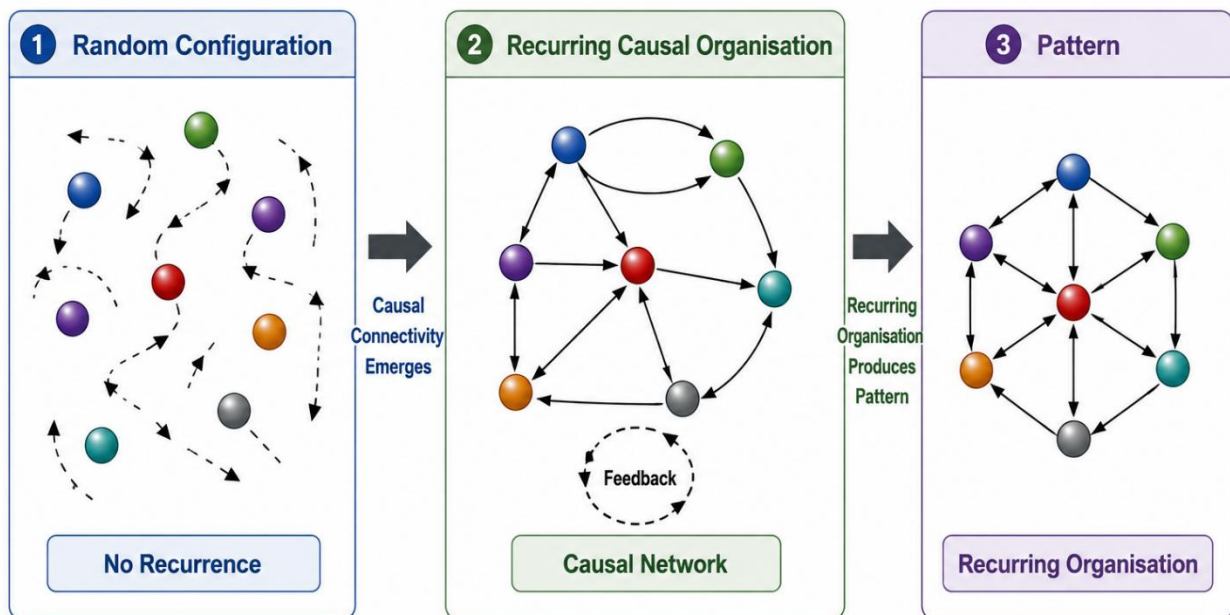 1 Random Configuration
2 Recurring Causal Organisation
3 Pattern
Causal
Connectivity
Emerges
Recurring
Organisation
Produces
Pattern
Feedback
No Recurrence
Causal Network
Recurring Organisation